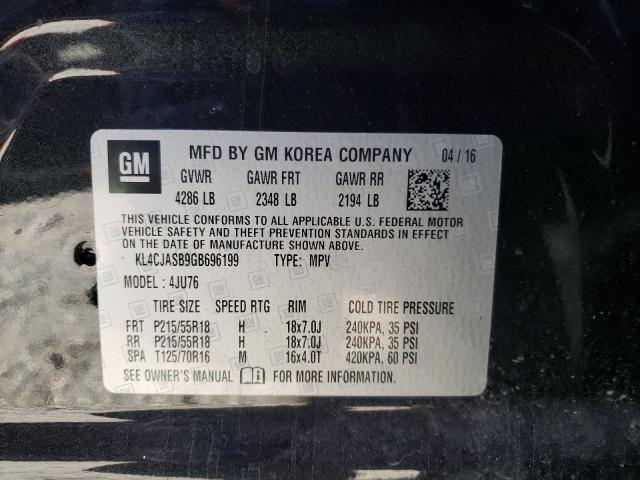 GM MFD BY GM KOREA COMPANY 04 / 16
GVWR GAWR FRT GAWR RR
4286 LB 2348 LB 2194 LB
THIS VEHICLE CONFORMS TO ALL APPLICABLE U.S. FEDERAL MOTOR
VEHICLE SAFETY AND THEFT PREVENTION STANDARDS IN EFFECT
ON THE DATE OF MANUFACTURE SHOWN ABOVE.
KL4CJASB9GB696199 TYPE: MPV
MODEL: 4JU76
TIRE SIZE SPEED RTG RIM COLD TIRE PRESSURE
FRT P215/55R18 H 18x7.0J 240KPA, 35 PSI
RR P215/55R18 H 18x7.0J 240KPA, 35 PSI
SPA T125/70R16 M 16x4.0T 420KPA, 60 PSI
SEE OWNER'S MANUAL FOR MORE INFORMATION.